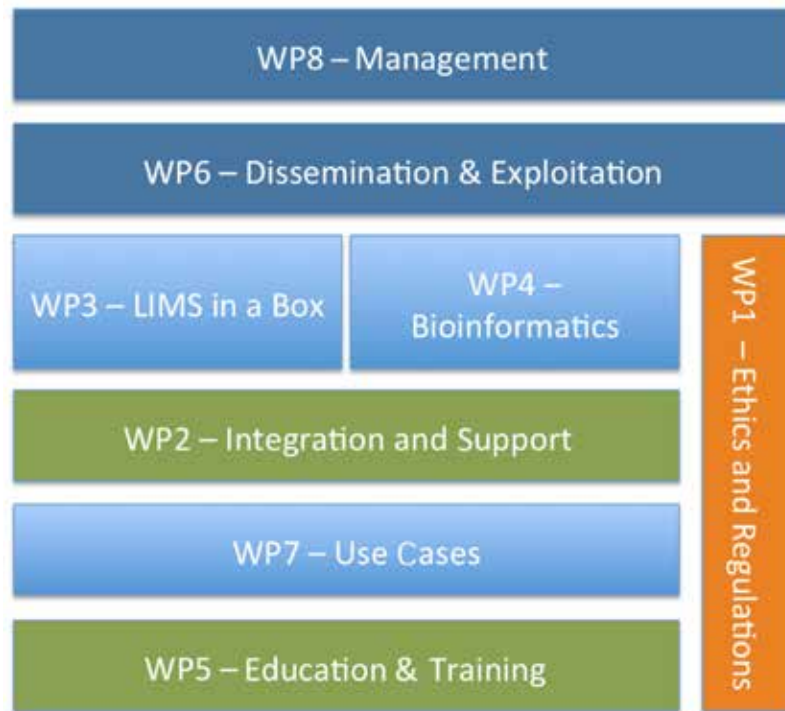 WP8 – Management
WP6 – Dissemination & Exploitation
WP3 – LIMS in a Box
WP4 –
Bioinformatics
WP1 – Ethics and Regulations
WP2 – Integration and Support
WP7 – Use Cases
WP5 – Education & Training